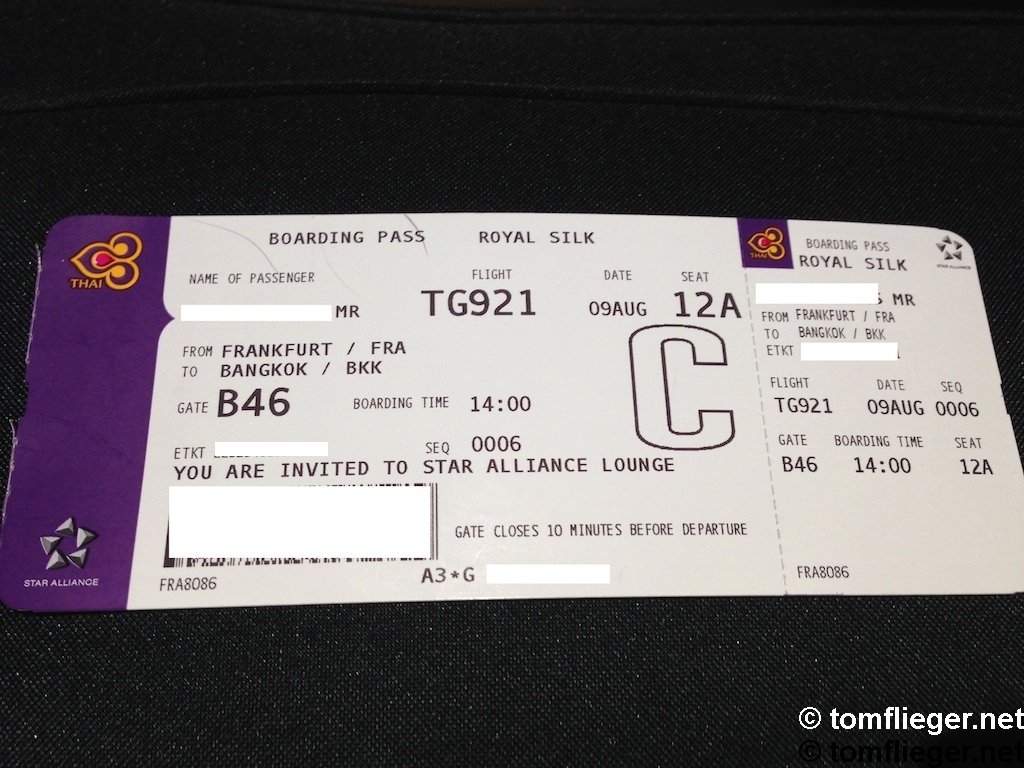 BOARDING PASS ROYAL SILK
THAI
NAME OF PASSENGER FLIGHT DATE SEAT
MR TG921 09AUG 12A
FROM FRANKFURT / FRA
TO BANGKOK / BKK
C
GATE B46 BOARDING TIME 14:00
ETKT SEQ 0006
YOU ARE INVITED TO STAR ALLIANCE LOUNGE
GATE CLOSES 10 MINUTES BEFORE DEPARTURE
STAR ALLIANCE
FRA8086 A3*G
THAI
BOARDING PASS
ROYAL SILK
STAR ALLIANCE
MR
FROM FRANKFURT / FRA
TO BANGKOK / BKK
ETKT
FLIGHT DATE SEQ
TG921 09AUG 0006
GATE BOARDING TIME SEAT
B46 14:00 12A
FRA8086
© tomflieger.net
© tomflieger.net